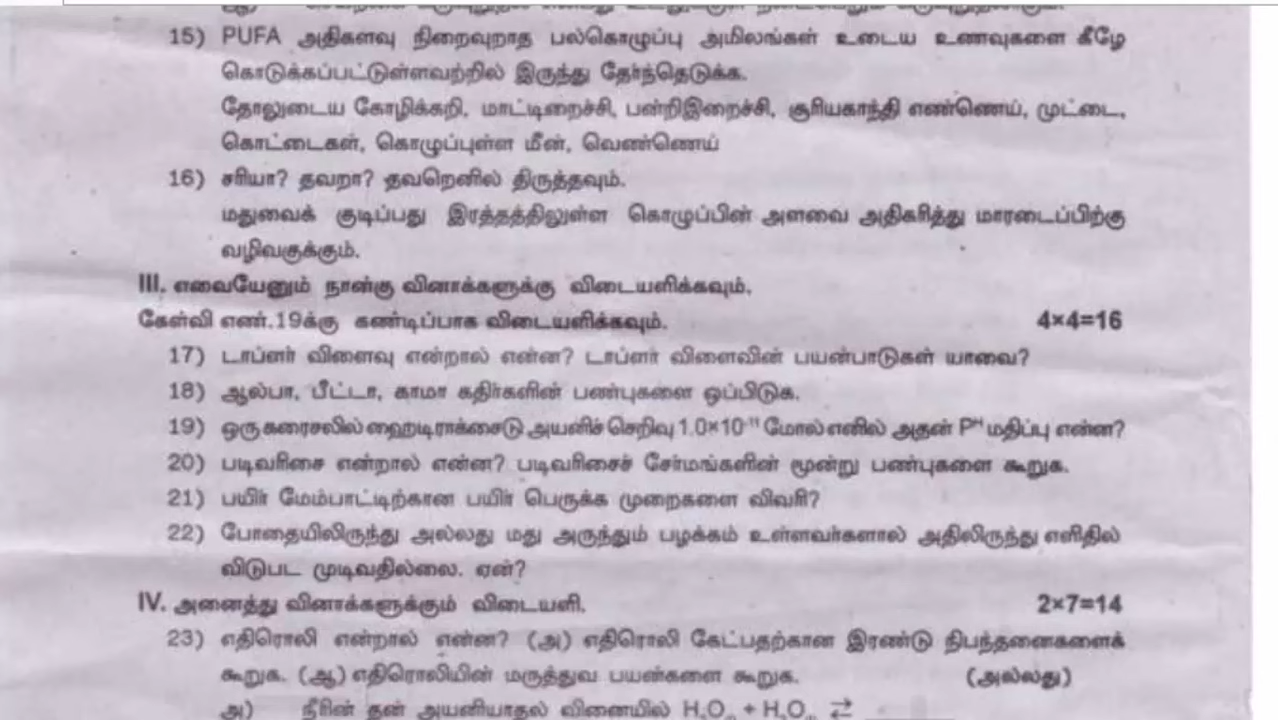 15) PUFA அதிகளவு நிறைவுறாத பல்கொழுப்பு அமிலங்கள் உடைய உணவுகளை கீழே
கொடுக்கப்பட்டுள்ளவற்றில் இருந்து தேர்ந்தெடுக்க.
தோலுடைய கோழிக்கறி, மாட்டிறைச்சி, பன்றிஇறைச்சி, சூரியகாந்தி எண்ணெய், முட்டை,
கொட்டைகள், கொழுப்புள்ள மீன், வெண்ணெய்
16) சரியா? தவறா? தவறெனில் திருத்தவும்.
மதுவைக் குடிப்பது இரத்தத்திலுள்ள கொழுப்பின் அளவை அதிகரித்து மாரடைப்பிற்கு
வழிவகுக்கும்.
III. எவையேனும் நான்கு வினாக்களுக்கு விடையளிக்கவும்.
கேள்வி எண்.19க்கு கண்டிப்பாக விடையளிக்கவும். 4×4=16
17) டாப்ளர் விளைவு என்றால் என்ன? டாப்ளர் விளைவின் பயன்பாடுகள் யாவை?
18) ஆல்பா, பீட்டா, காமா கதிர்களின் பண்புகளை ஒப்பிடுக.
19) ஒரு கரைசலில் ஹைடிராக்சைடு அயனிச் செறிவு 1.0×10⁻¹¹ மோல் எனில் அதன் Pᴴ மதிப்பு என்ன?
20) படிவரிசை என்றால் என்ன? படிவரிசைச் சேர்மங்களின் மூன்று பண்புகளை கூறுக.
21) பயிர் மேம்பாட்டிற்கான பயிர் பெருக்க முறைகளை விவரி?
22) போதையிலிருந்து அல்லது மது அருந்தும் பழக்கம் உள்ளவர்களால் அதிலிருந்து எளிதில்
விடுபட முடிவதில்லை. ஏன்?
IV. அனைத்து வினாக்களுக்கும் விடையளி. 2×7=14
23) எதிரொலி என்றால் என்ன? (அ) எதிரொலி கேட்பதற்கான இரண்டு நிபந்தனைகளைக்
கூறுக. (ஆ) எதிரொலியின் மருத்துவ பயன்களை கூறுக. (அல்லது)
அ) நீரின் தன் அயனியாதல் வினையில் H₂O + H₂O ⇄